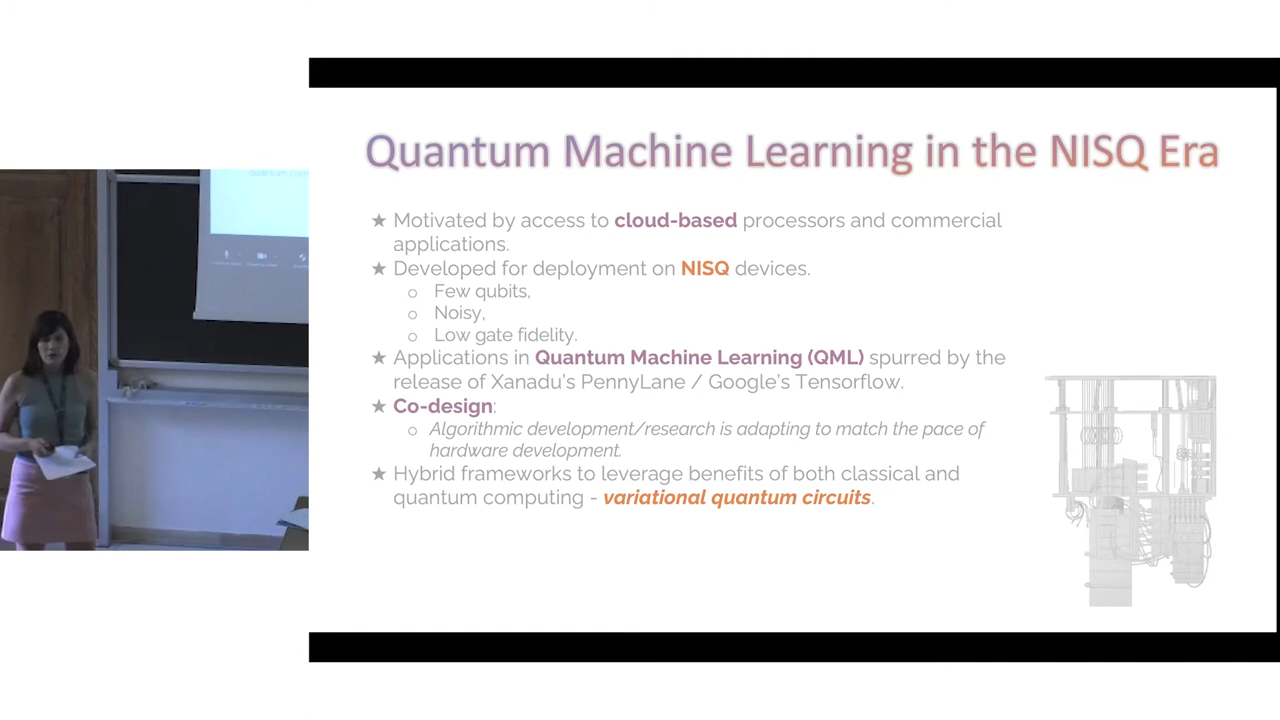 Quantum Machine Learning in the NISQ Era
★ Motivated by access to cloud-based processors and commercial
applications.
★ Developed for deployment on NISQ devices.
○ Few qubits,
○ Noisy,
○ Low gate fidelity.
★ Applications in Quantum Machine Learning (QML) spurred by the
release of Xanadu's PennyLane / Google's Tensorflow.
★ Co-design:
○ Algorithmic development/research is adapting to match the pace of
hardware development.
★ Hybrid frameworks to leverage benefits of both classical and
quantum computing - variational quantum circuits.